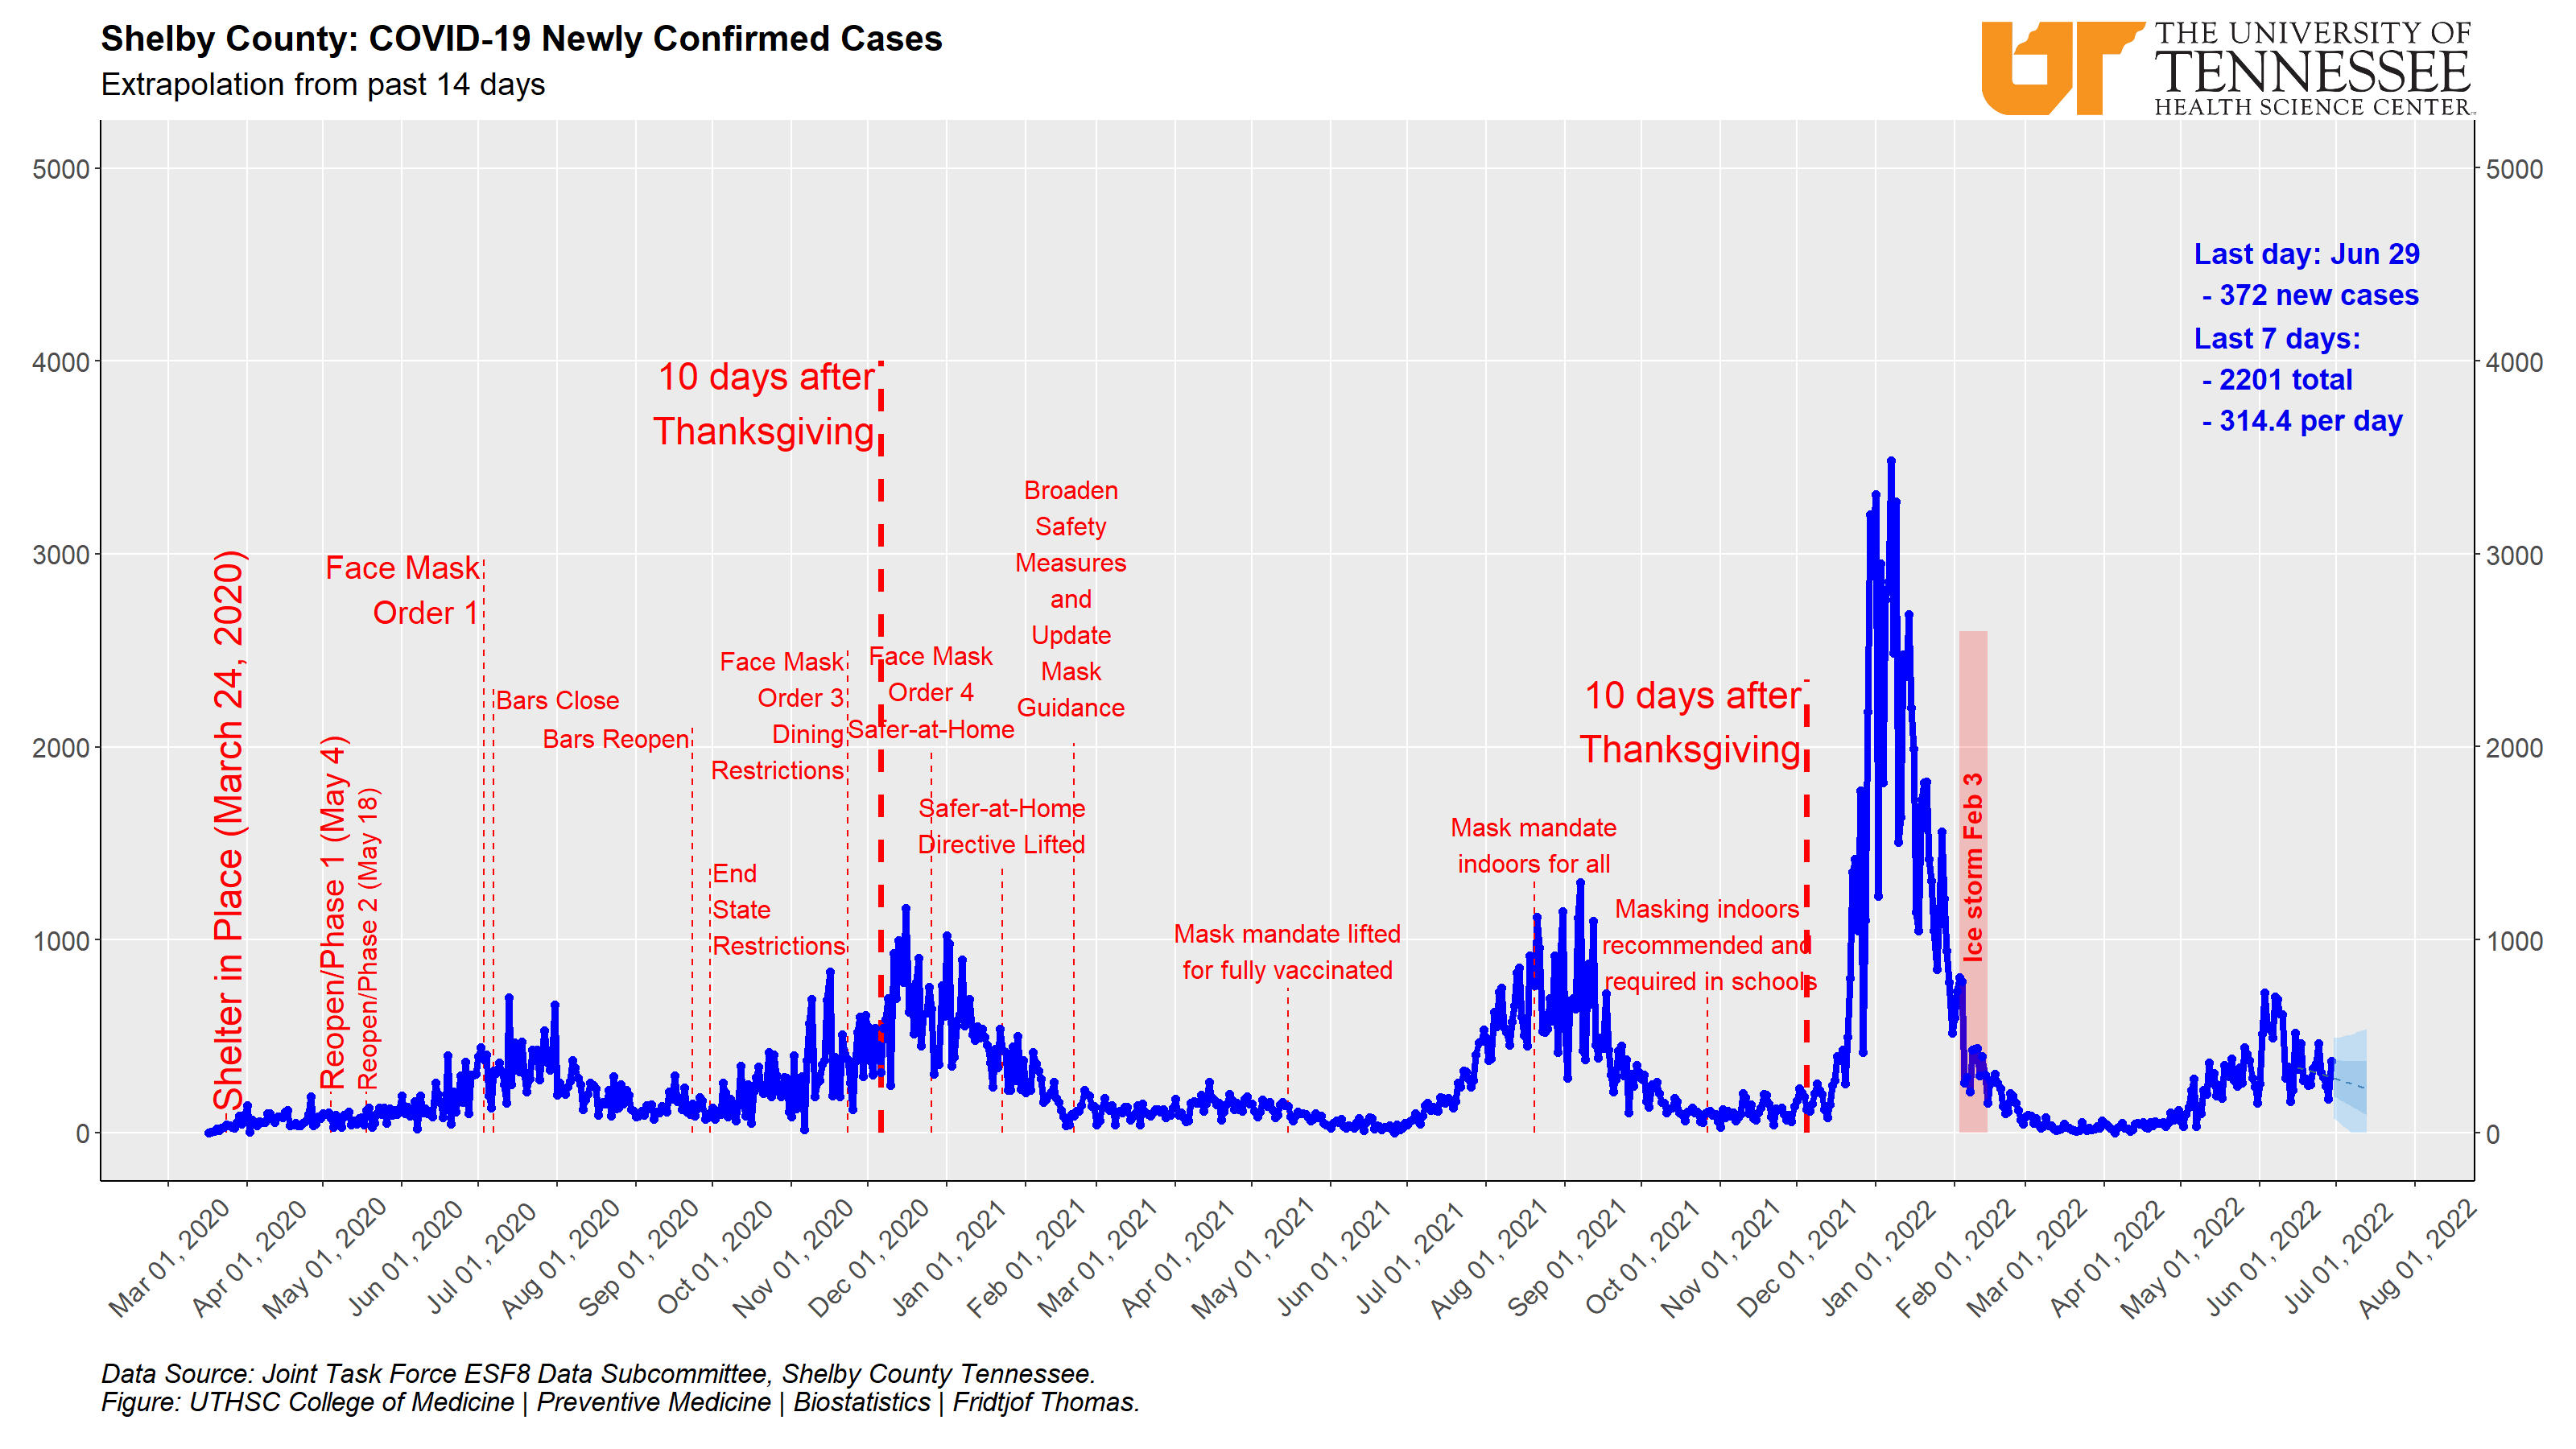 Shelby County: COVID-19 Newly Confirmed Cases
Extrapolation from past 14 days
UT
THE UNIVERSITY OF
TENNESSEE
HEALTH SCIENCE CENTER
5000
4000
3000
2000
1000
0
5000
4000
3000
2000
1000
0
Last day: Jun 29
- 372 new cases
Last 7 days:
- 2201 total
- 314.4 per day
Shelter in Place (March 24, 2020)
Reopen/Phase 1 (May 4)
Reopen/Phase 2 (May 18)
Face Mask
Order 1
Bars Close
Bars Reopen
End
State
Restrictions
Face Mask
Order 3
Dining
Restrictions
10 days after
Thanksgiving
Face Mask
Order 4
Safer-at-Home
Safer-at-Home
Directive Lifted
Broaden
Safety
Measures
and
Update
Mask
Guidance
Mask mandate lifted
for fully vaccinated
Mask mandate
indoors for all
Masking indoors
recommended and
required in schools
10 days after
Thanksgiving
Ice storm Feb 3
Mar 01, 2020
Apr 01, 2020
May 01, 2020
Jun 01, 2020
Jul 01, 2020
Aug 01, 2020
Sep 01, 2020
Oct 01, 2020
Nov 01, 2020
Dec 01, 2020
Jan 01, 2021
Feb 01, 2021
Mar 01, 2021
Apr 01, 2021
May 01, 2021
Jun 01, 2021
Jul 01, 2021
Aug 01, 2021
Sep 01, 2021
Oct 01, 2021
Nov 01, 2021
Dec 01, 2021
Jan 01, 2022
Feb 01, 2022
Mar 01, 2022
Apr 01, 2022
May 01, 2022
Jun 01, 2022
Jul 01, 2022
Aug 01, 2022
Data Source: Joint Task Force ESF8 Data Subcommittee, Shelby County Tennessee.
Figure: UTHSC College of Medicine | Preventive Medicine | Biostatistics | Fridtjof Thomas.